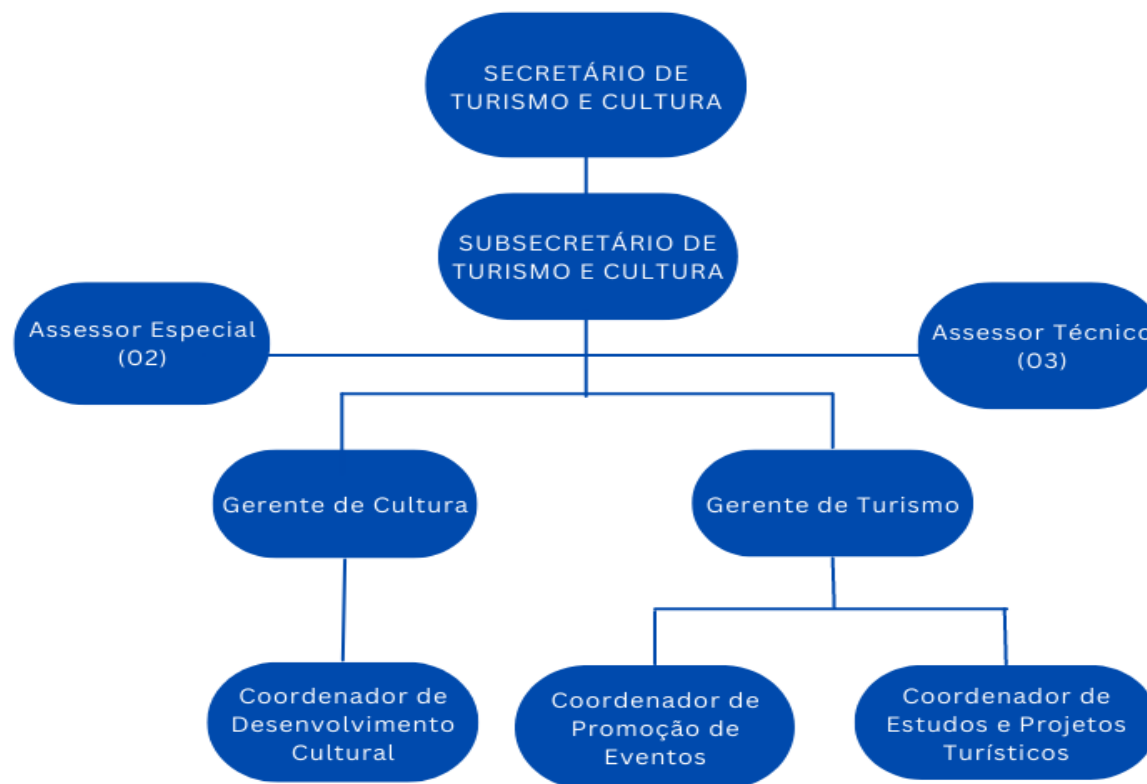 SECRETÁRIO DE
TURISMO E CULTURA
SUBSECRETÁRIO DE
TURISMO E CULTURA
Assessor Especial
(02)
Assessor Técnico
(03)
Gerente de Cultura
Gerente de Turismo
Coordenador de
Desenvolvimento
Cultural
Coordenador de
Promoção de
Eventos
Coordenador de
Estudos e Projetos
Turísticos